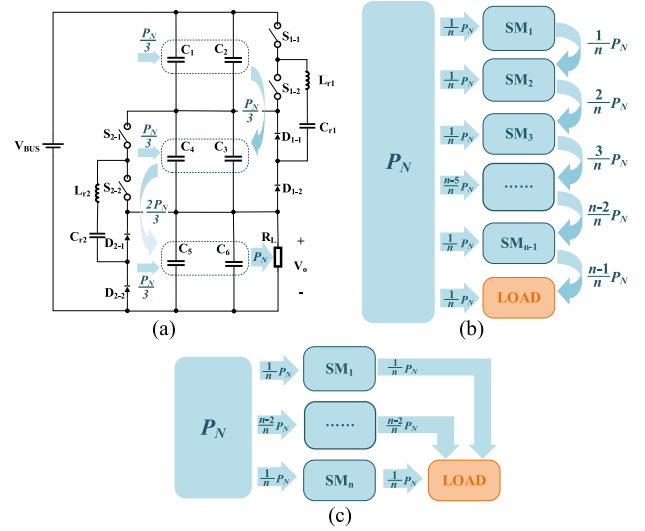 (a)
P_N/3
C1
C2
S1-1
Lr1
S1-2
P_N/3
Cr1
VBUS
S2-1
P_N/3
C4
C3
D1-1
Lr2
S2-2
D1-2
2P_N/3
Cr2
D2-1
C5
C6
P_N
RL
+
Vo
-
D2-2
P_N/3
P_N
1/n P_N
SM1
1/n P_N
1/n P_N
SM2
2/n P_N
1/n P_N
SM3
3/n P_N
n-5/n P_N
......
n-2/n P_N
1/n P_N
SMn-1
n-1/n P_N
1/n P_N
LOAD
(b)
P_N
1/n P_N
SM1
1/n P_N
n-2/n P_N
......
n-2/n P_N
1/n P_N
SMn
1/n P_N
LOAD
(c)